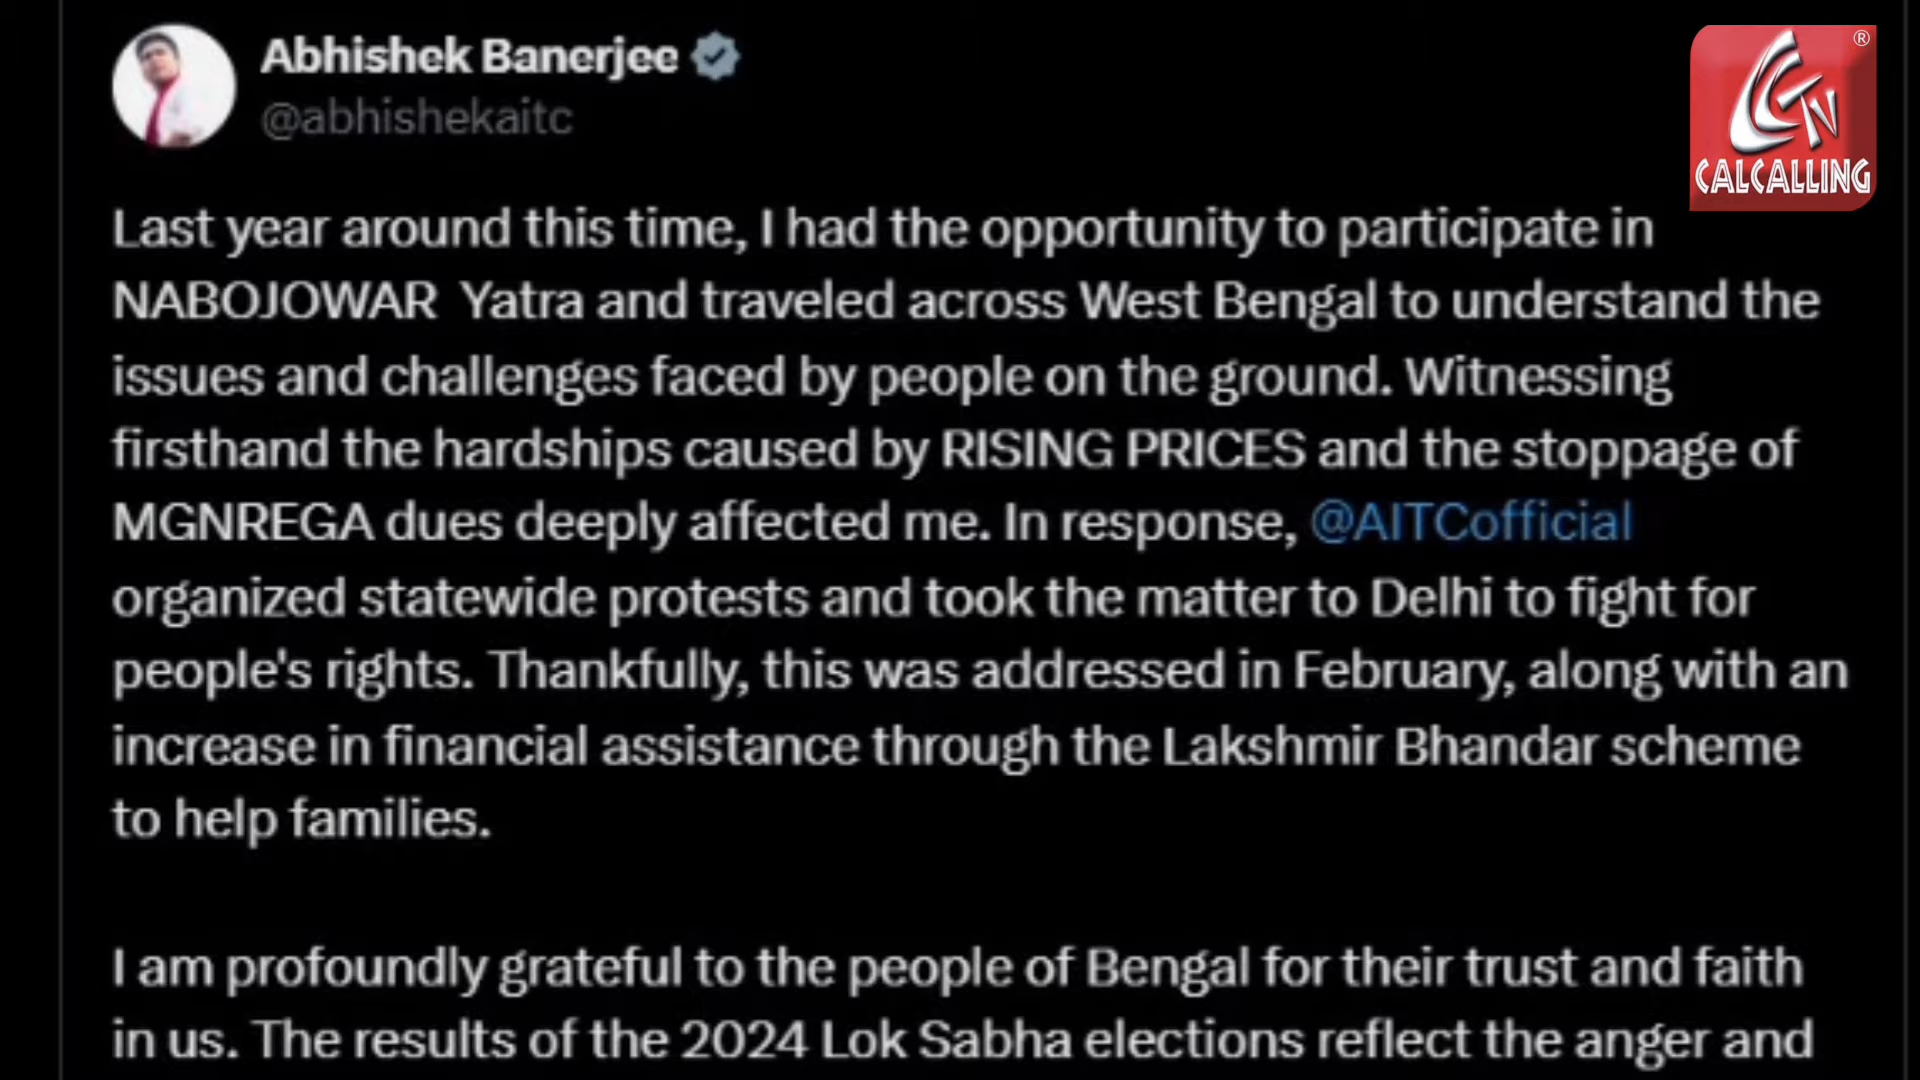 Abhishek Banerjee
@abhishekaitc
Last year around this time, I had the opportunity to participate in
NABOJOWAR Yatra and traveled across West Bengal to understand the
issues and challenges faced by people on the ground. Witnessing
firsthand the hardships caused by RISING PRICES and the stoppage of
MGNREGA dues deeply affected me. In response, @AITCofficial
organized statewide protests and took the matter to Delhi to fight for
people's rights. Thankfully, this was addressed in February, along with an
increase in financial assistance through the Lakshmir Bhandar scheme
to help families.
I am profoundly grateful to the people of Bengal for their trust and faith
in us. The results of the 2024 Lok Sabha elections reflect the anger and
CTN
®
CALCALLING